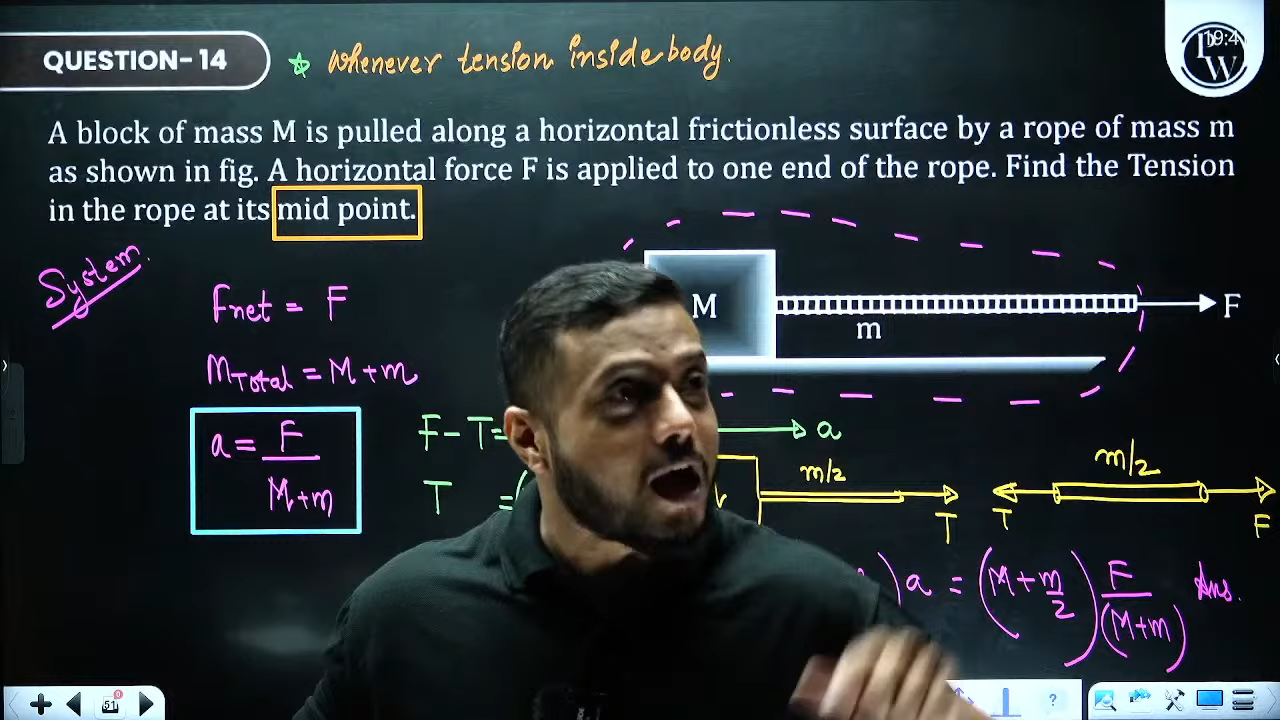 QUESTION- 14
☆ Whenever tension inside body.
A block of mass M is pulled along a horizontal frictionless surface by a rope of mass m
as shown in fig. A horizontal force F is applied to one end of the rope. Find the Tension
in the rope at its mid point.
System.
Fnet = F
MTotal = M+m
a = F/(M+m)
M
m
F
F-T=
T =(
a
m/2
T
T
m/2
F
) a = (M+m/2) F/(M+m) Ans.
51